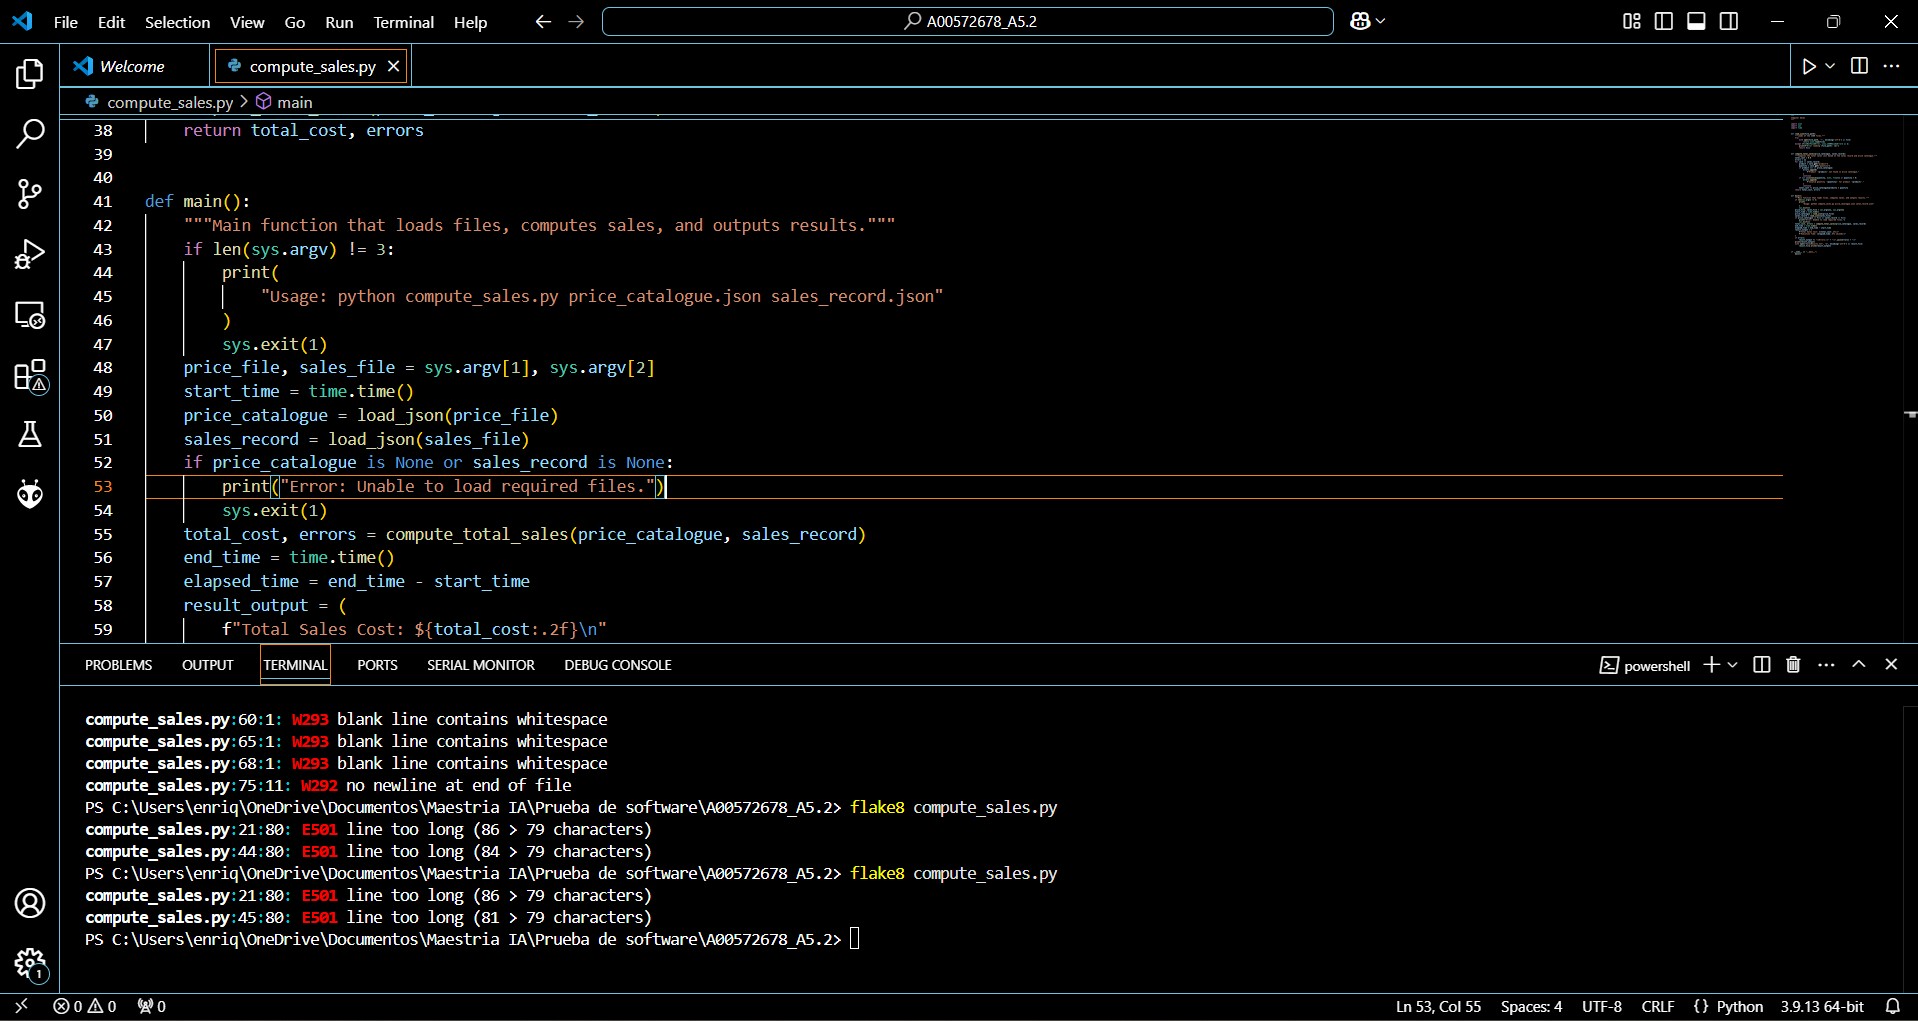 File Edit Selection View Go Run Terminal Help A00572678_A5.2
Welcome compute_sales.py
compute_sales.py > main
38 return total_cost, errors
39
40
41 def main():
42 """Main function that loads files, computes sales, and outputs results."""
43 if len(sys.argv) != 3:
44 print(
45 "Usage: python compute_sales.py price_catalogue.json sales_record.json"
46 )
47 sys.exit(1)
48 price_file, sales_file = sys.argv[1], sys.argv[2]
49 start_time = time.time()
50 price_catalogue = load_json(price_file)
51 sales_record = load_json(sales_file)
52 if price_catalogue is None or sales_record is None:
53 print("Error: Unable to load required files.")
54 sys.exit(1)
55 total_cost, errors = compute_total_sales(price_catalogue, sales_record)
56 end_time = time.time()
57 elapsed_time = end_time - start_time
58 result_output = (
59 f"Total Sales Cost: ${total_cost:.2f}\n"
PROBLEMS OUTPUT TERMINAL PORTS SERIAL MONITOR DEBUG CONSOLE powershell
compute_sales.py:60:1: W293 blank line contains whitespace
compute_sales.py:65:1: W293 blank line contains whitespace
compute_sales.py:68:1: W293 blank line contains whitespace
compute_sales.py:75:11: W292 no newline at end of file
PS C:\Users\enriq\OneDrive\Documentos\Maestria IA\Prueba de software\A00572678_A5.2> flake8 compute_sales.py
compute_sales.py:21:80: E501 line too long (86 > 79 characters)
compute_sales.py:44:80: E501 line too long (84 > 79 characters)
PS C:\Users\enriq\OneDrive\Documentos\Maestria IA\Prueba de software\A00572678_A5.2> flake8 compute_sales.py
compute_sales.py:21:80: E501 line too long (86 > 79 characters)
compute_sales.py:45:80: E501 line too long (81 > 79 characters)
PS C:\Users\enriq\OneDrive\Documentos\Maestria IA\Prueba de software\A00572678_A5.2>
1
0 0 0 Ln 53, Col 55 Spaces: 4 UTF-8 CRLF {} Python 3.9.13 64-bit